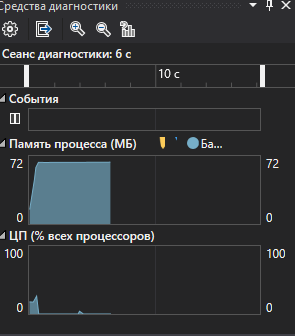 Средства диагностики
Сеанс диагностики: 6 с
10 с
События
Память процесса (МБ) Ба...
72 72
0 0
ЦП (% всех процессоров)
100 100
0 0